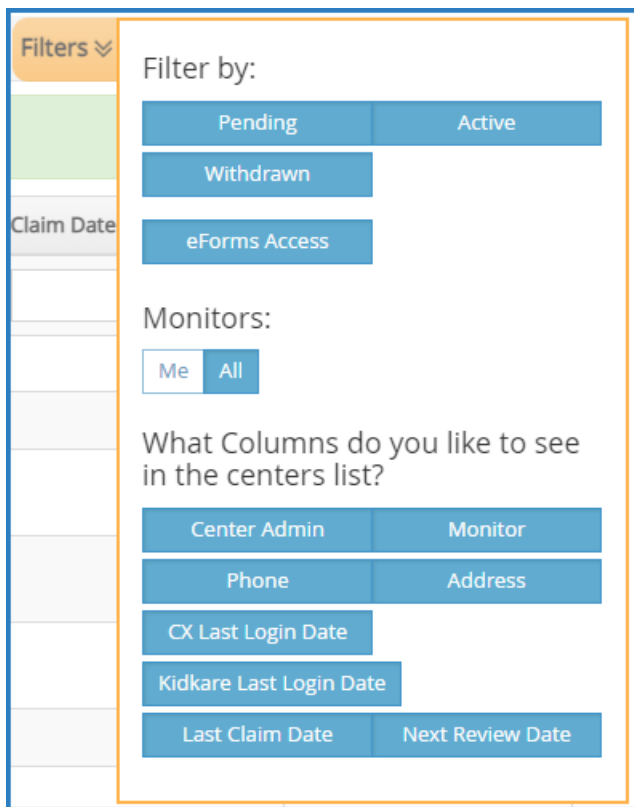 Filters
Filter by:
Pending Active
Withdrawn
eForms Access
Claim Date
Monitors:
Me All
What Columns do you like to see
in the centers list?
Center Admin Monitor
Phone Address
CX Last Login Date
Kidkare Last Login Date
Last Claim Date Next Review Date